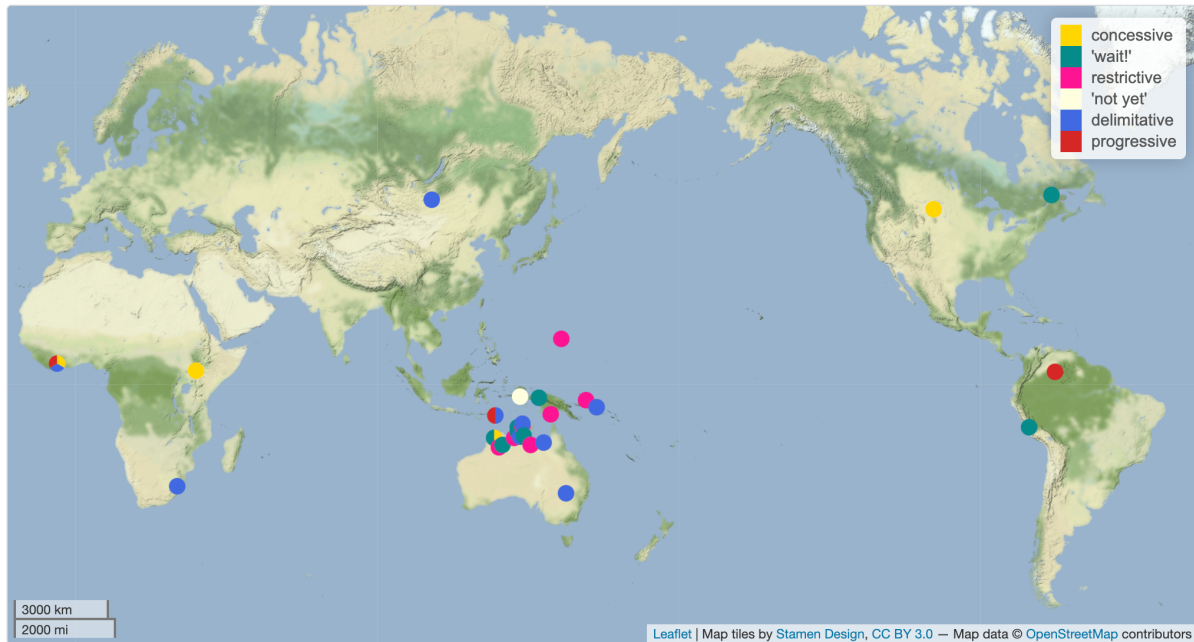 concessive
'wait!'
restrictive
'not yet'
delimitative
progressive
3000 km
2000 mi
Leaflet | Map tiles by Stamen Design, CC BY 3.0 — Map data © OpenStreetMap contributors